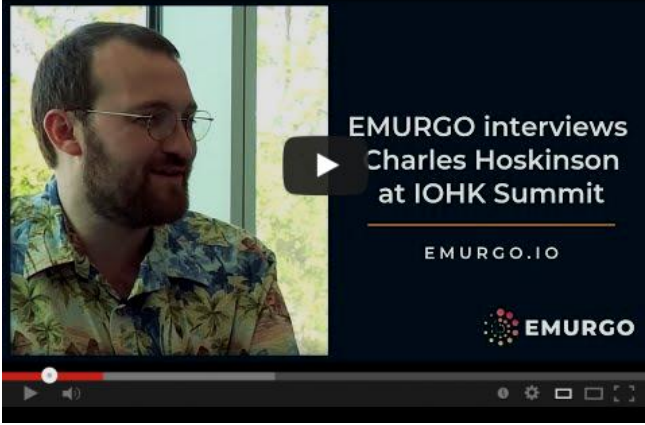 EMURGO interviews
Charles Hoskinson
at IOHK Summit
EMURGO.IO
EMURGO